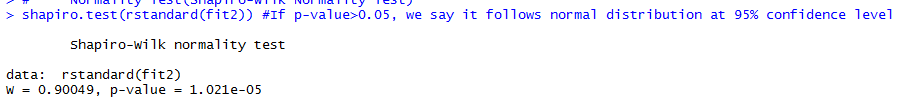 > #     Normality Test(Shapiro-Wilk Normality Test)
> shapiro.test(rstandard(fit2)) #If p-value>0.05, we say it follows normal distribution at 95% confidence level
Shapiro-Wilk normality test
data:  rstandard(fit2)
W = 0.90049, p-value = 1.021e-05